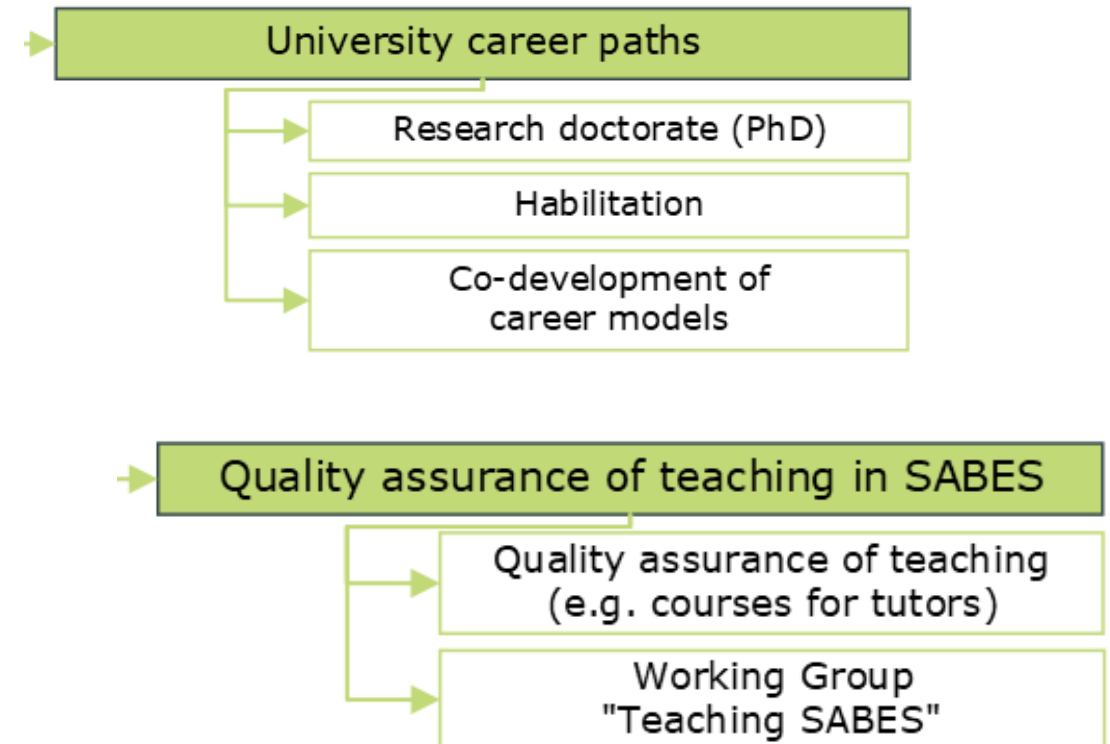 University career paths
Research doctorate (PhD)
Habilitation
Co-development of
career models
Quality assurance of teaching in SABES
Quality assurance of teaching
(e.g. courses for tutors)
Working Group
"Teaching SABES"